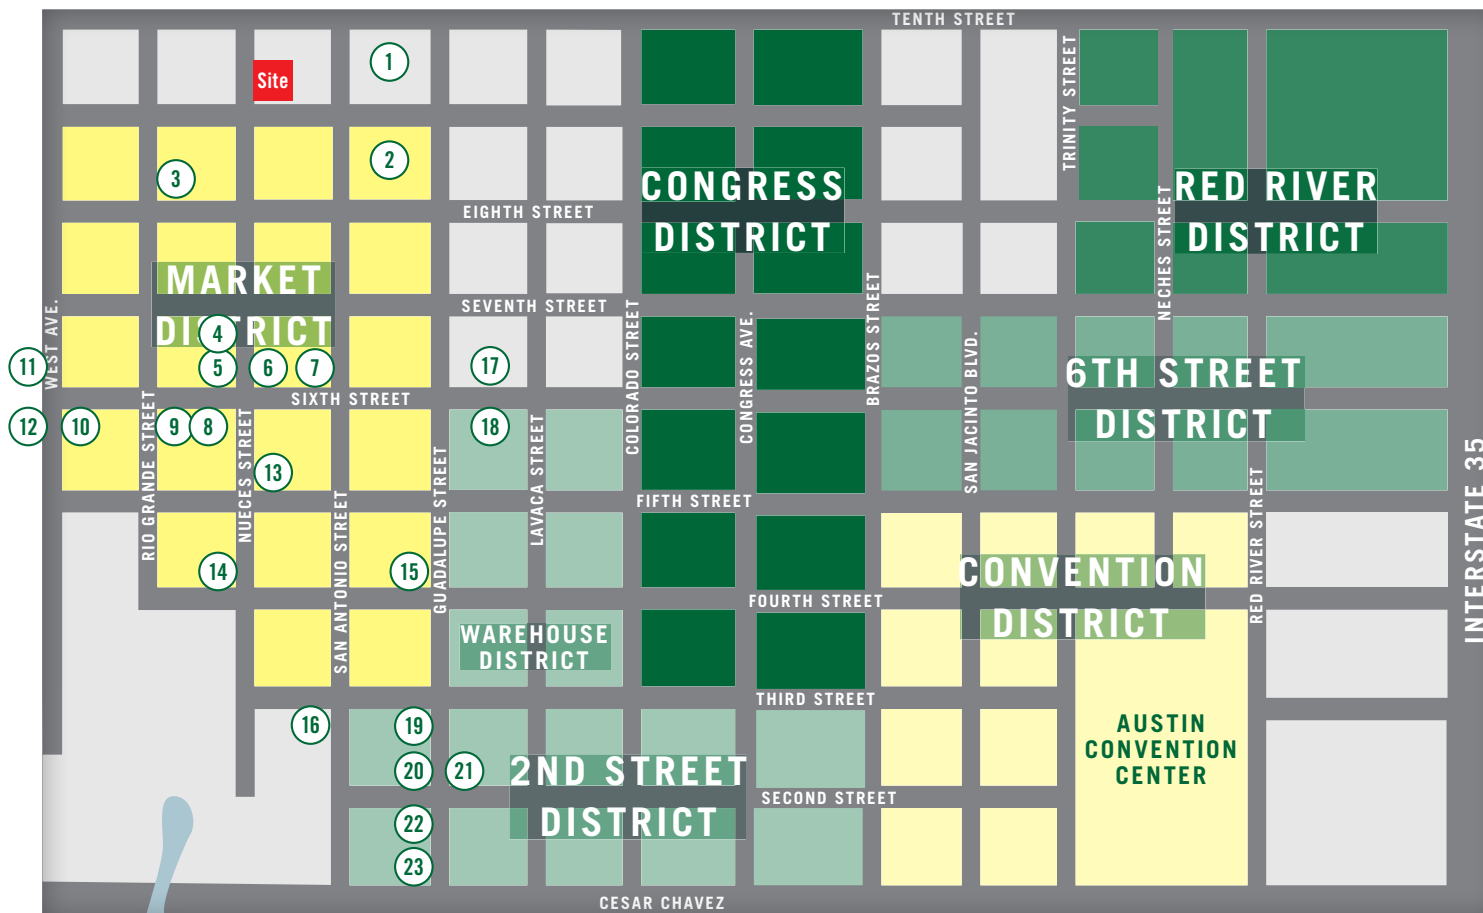 TENTH STREET
Site
1
TRINITY STREET
2
3
CONGRESS
DISTRICT
RED RIVER
DISTRICT
EIGHTH STREET
NECHES STREET
MARKET
DISTRICT
SEVENTH STREET
WEST AVE.
COLORADO STREET
CONGRESS AVE.
BRAZOS STREET
SAN JACINTO BLVD.
4
11
5
6
7
17
6TH STREET
DISTRICT
SIXTH STREET
12
10
9
8
18
RIO GRANDE STREET
NUECES STREET
SAN ANTONIO STREET
GUADALUPE STREET
LAVACA STREET
13
FIFTH STREET
INTERSTATE 35
RED RIVER STREET
14
15
CONVENTION
DISTRICT
FOURTH STREET
WAREHOUSE
DISTRICT
THIRD STREET
16
19
AUSTIN
CONVENTION
CENTER
20
21
2ND STREET
DISTRICT
SECOND STREET
22
23
CESAR CHAVEZ